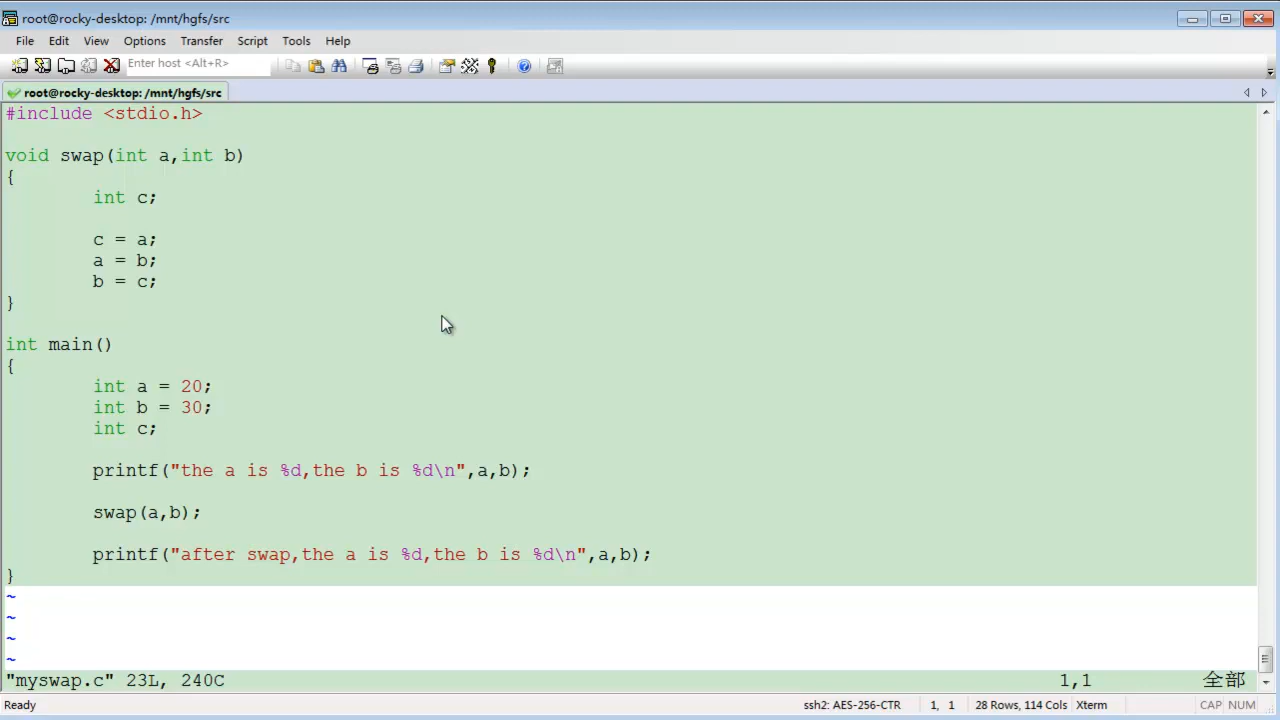 root@rocky-desktop: /mnt/hgfs/src
File Edit View Options Transfer Script Tools Help
Enter host <Alt+R>
root@rocky-desktop: /mnt/hgfs/src
#include <stdio.h>
void swap(int a,int b)
{
int c;
c = a;
a = b;
b = c;
}
int main()
{
int a = 20;
int b = 30;
int c;
printf("the a is %d,the b is %d\n",a,b);
swap(a,b);
printf("after swap,the a is %d,the b is %d\n",a,b);
}
~
~
~
~
"myswap.c" 23L, 240C 1,1 全部
Ready ssh2: AES-256-CTR 1, 1 28 Rows, 114 Cols Xterm CAP NUM